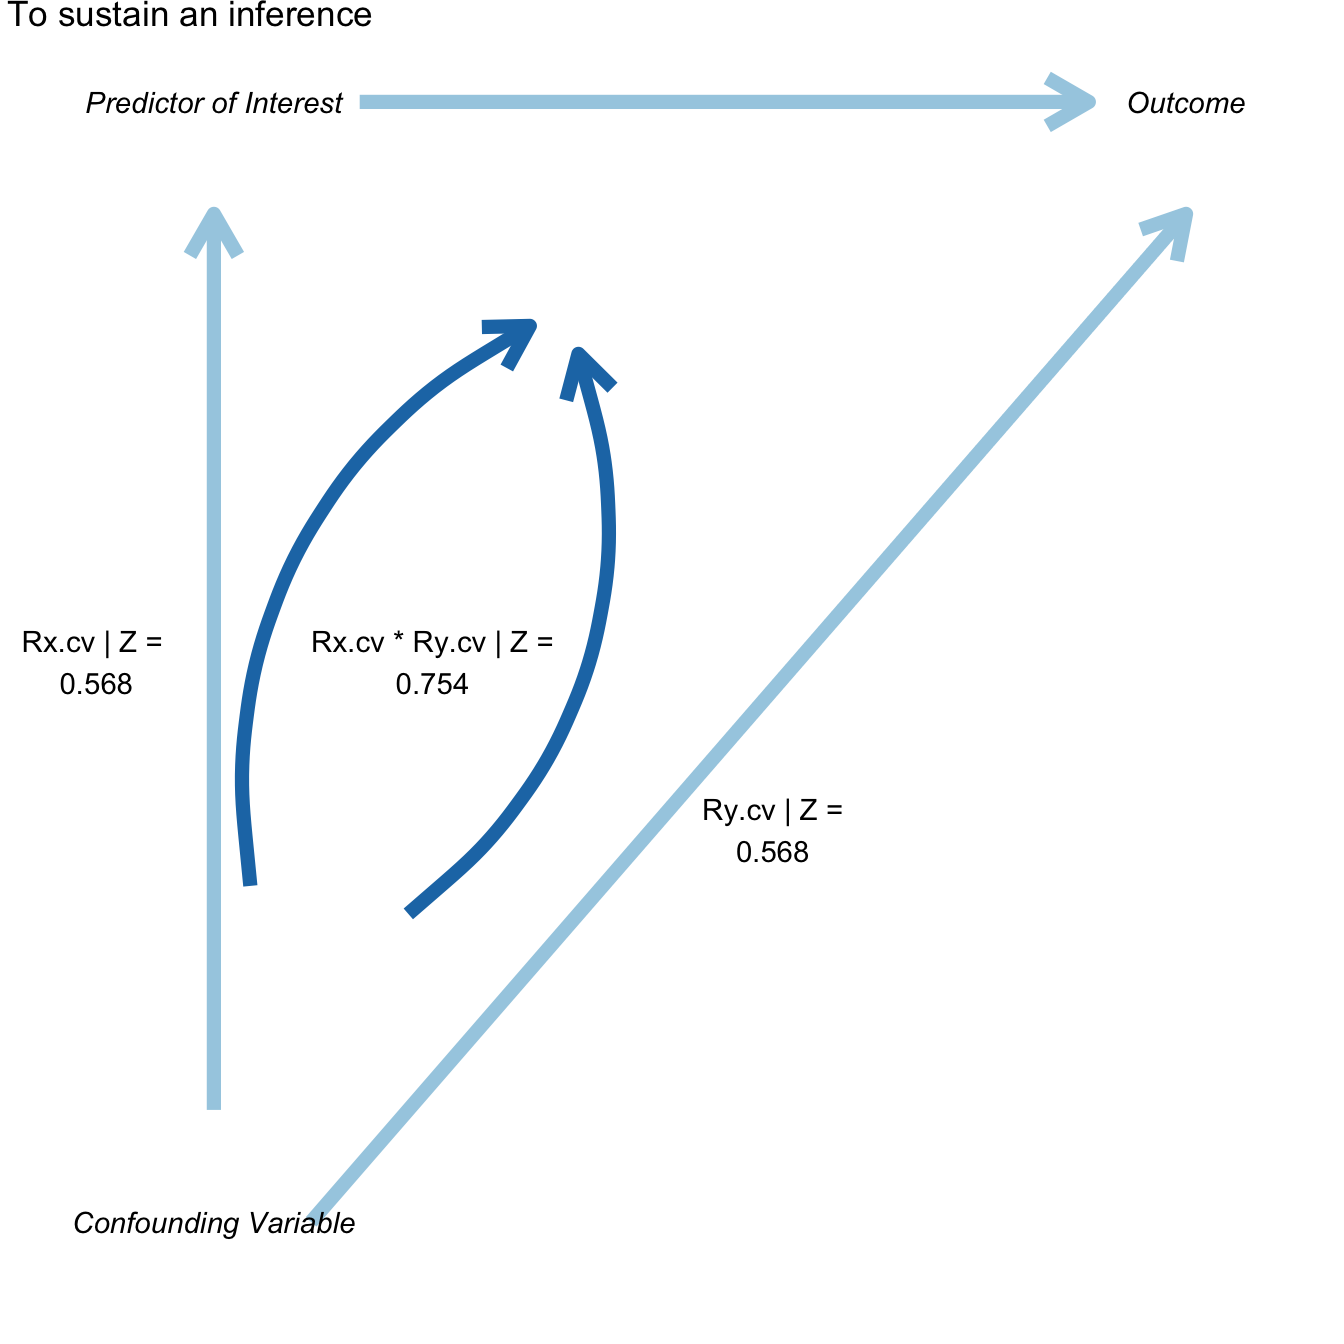 To sustain an inference
Predictor of Interest
Outcome
Rx.cv | Z =
0.568
Rx.cv * Ry.cv | Z =
0.754
Ry.cv | Z =
0.568
Confounding Variable